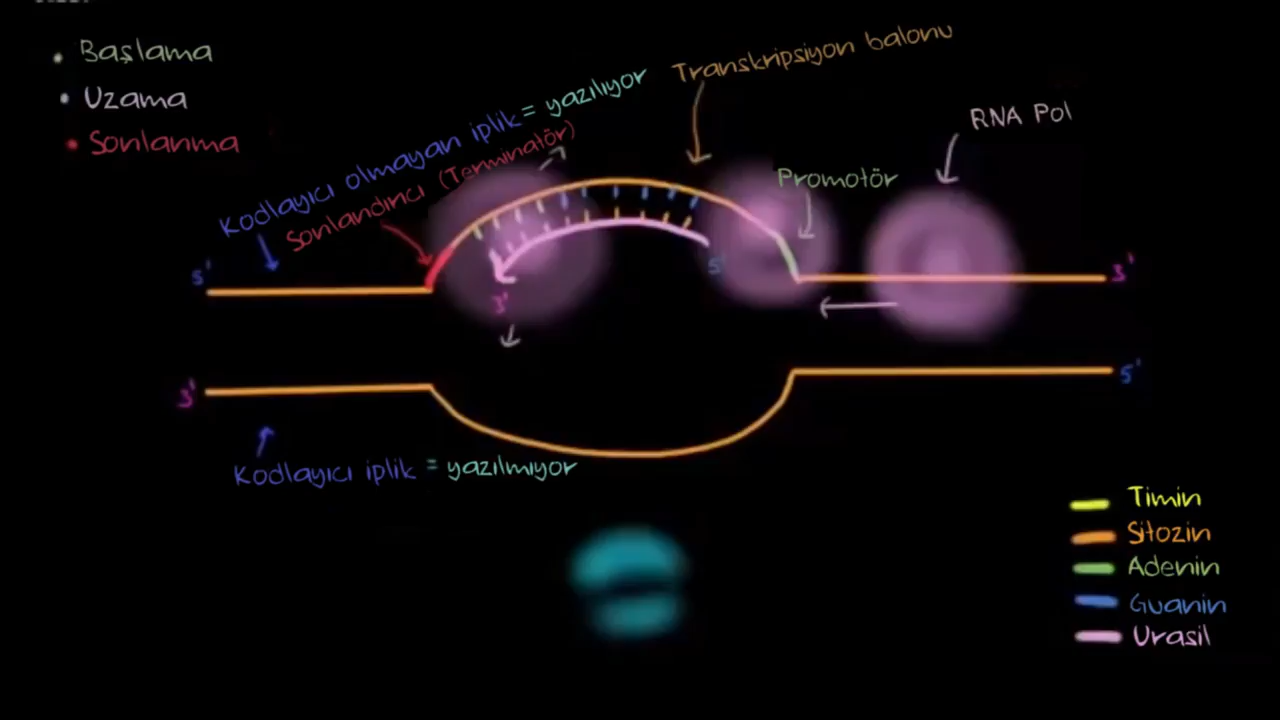 Başlama
Uzama
Sonlanma
Kodlayıcı olmayan iplik = yazılıyor
Sonlandırıcı (Terminatör)
Transkripsiyon balonu
RNA Pol
Promotör
5'
3'
5'
3'
3'
5'
Kodlayıcı iplik = yazılmıyor
Timin
Sitozin
Adenin
Guanin
Urasil